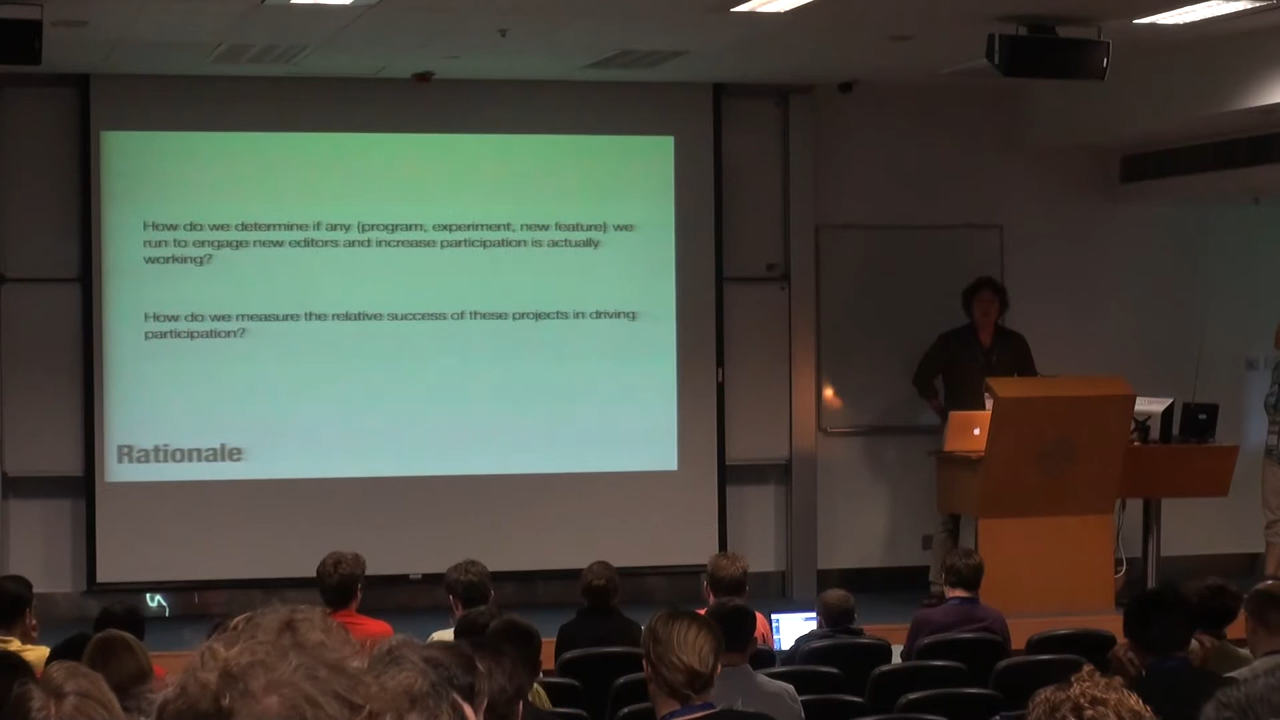 How do we determine if any {program, experiment, new feature} we
run to engage new editors and increase participation is actually
working?
How do we measure the relative success of these projects in driving
participation?
Rationale